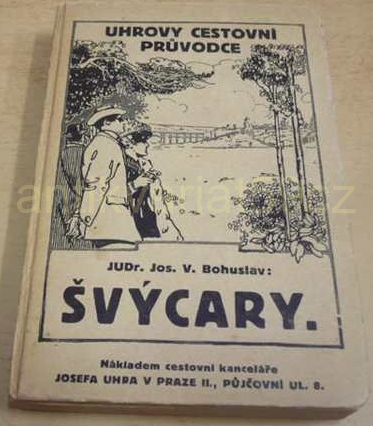 UHROVY CESTOVNÍ
PRŮVODCE
JUDr. Jos. V. Bohuslav:
ŠVÝCARY.
Nákladem cestovní kanceláře
JOSEFA UHRA V PRAZE II., PŮJČOVNÍ UL. 8.